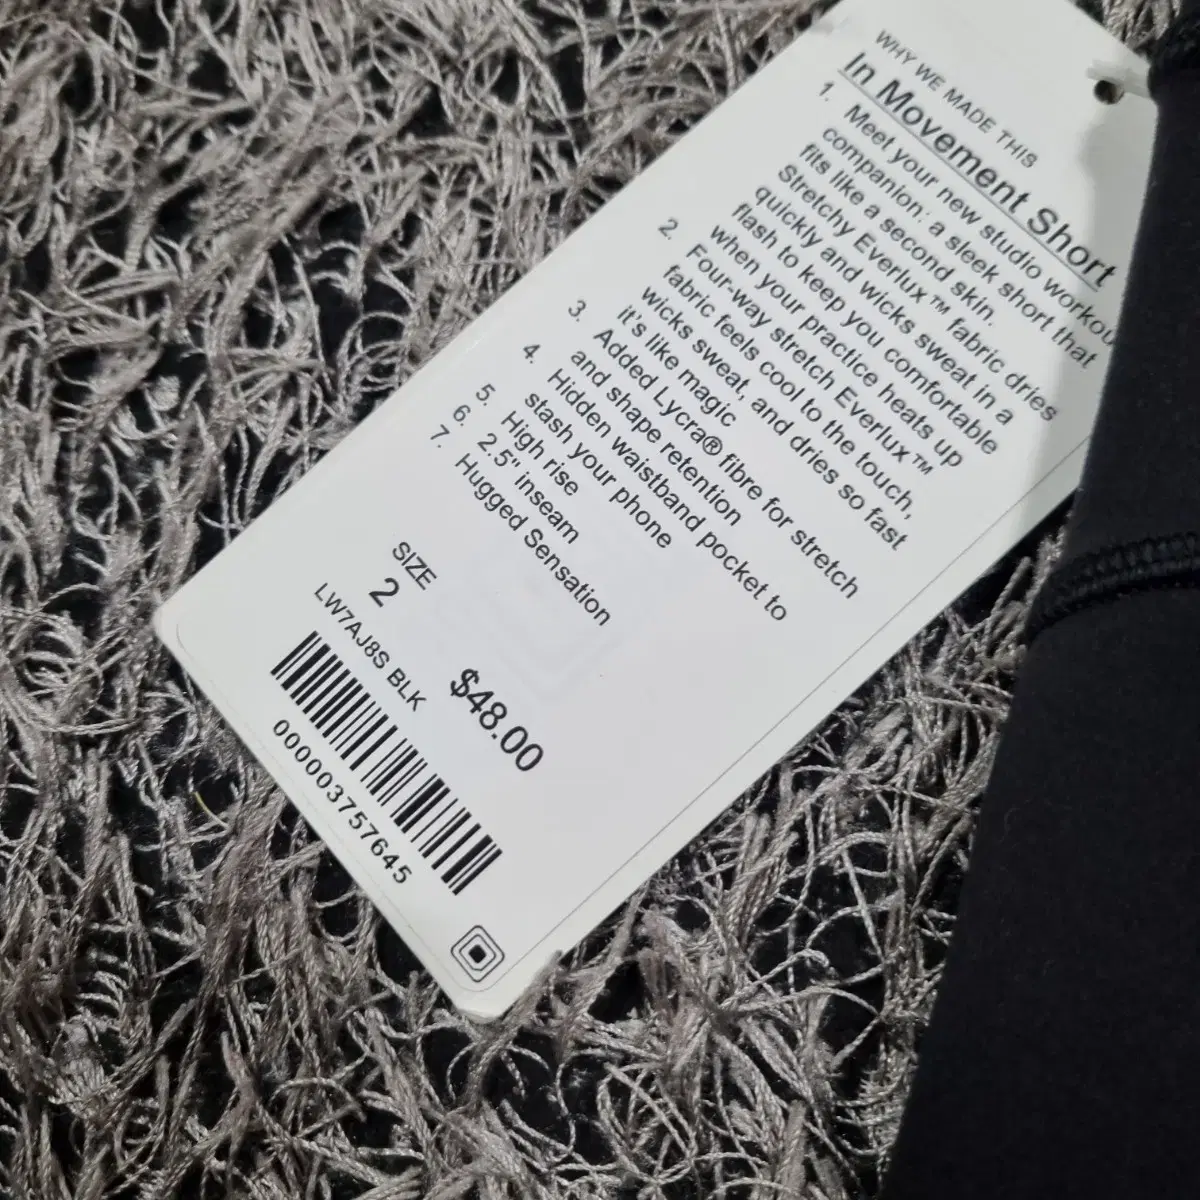 WHY WE MADE THIS
In Movement Short
1. Meet your new studio workou
companion: a sleek short that
fits like a second skin.
Stretchy Everlux™ fabric dries
quickly and wicks sweat in a
flash to keep you comfortable
when your practice heats up
2. Four-way stretch Everlux™
fabric feels cool to the touch,
wicks sweat, and dries so fast
it's like magic
3. Added Lycra® fibre for stretch
and shape retention
4. Hidden waistband pocket to
stash your phone
5. High rise
6. 2.5" inseam
7. Hugged Sensation
SIZE
2
$48.00
LW7AJ8S BLK
0000037577645